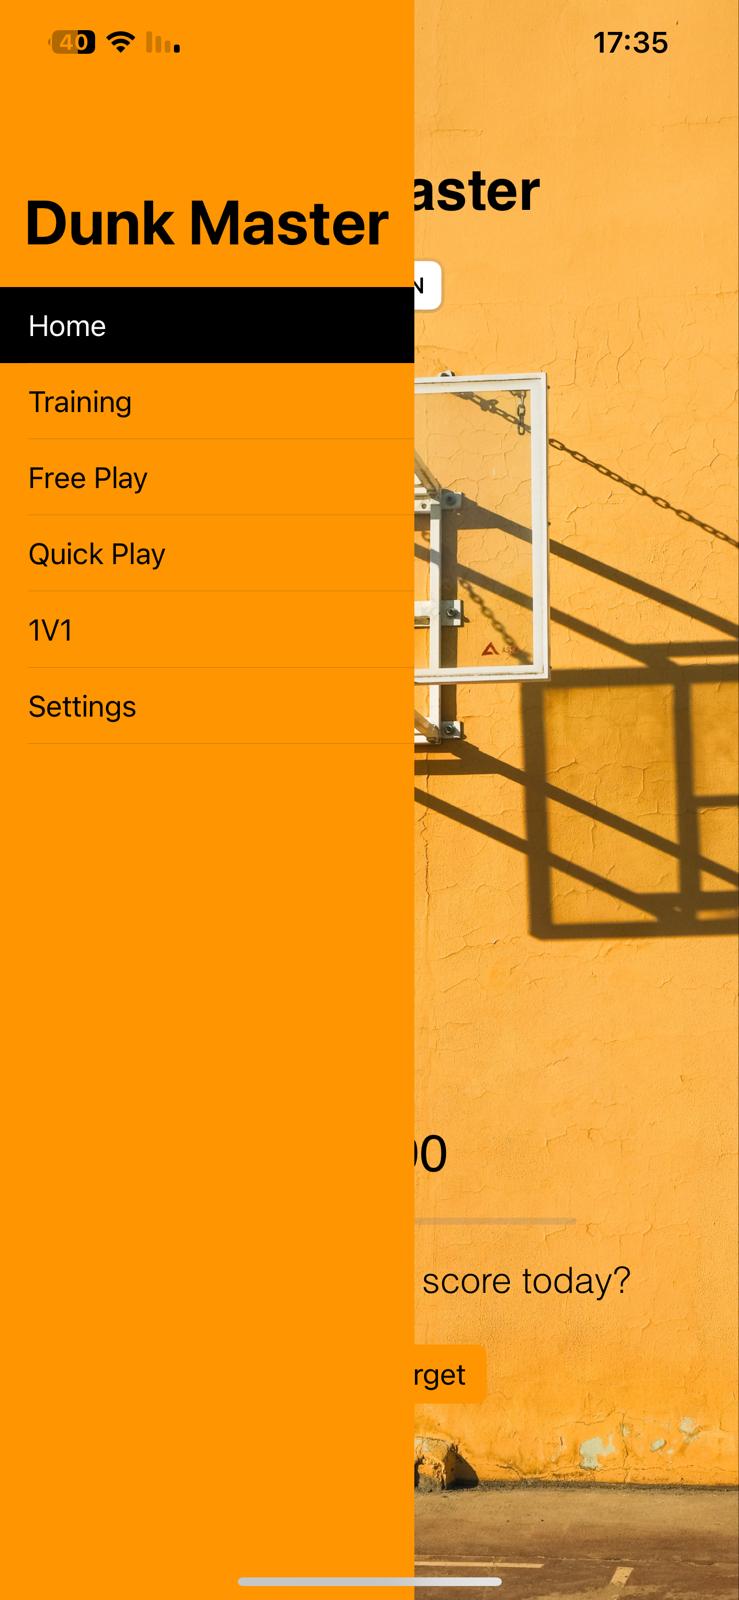 40
17:35
Dunk Master
aster
N
Home
Training
Free Play
Quick Play
1V1
Settings
00
score today?
rget